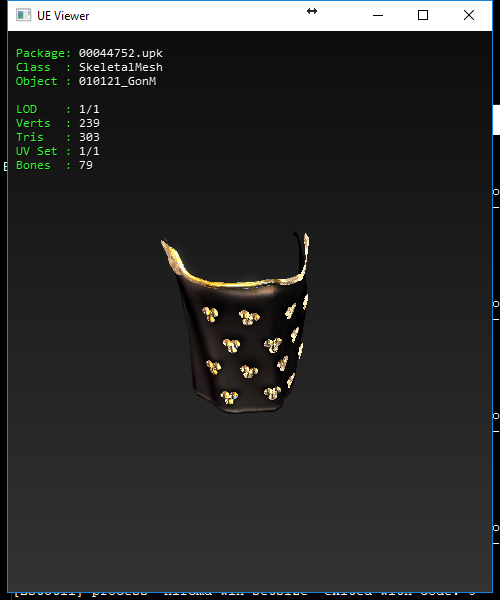 UE Viewer
Package: 00044752.upk
Class : SkeletalMesh
Object : 010121_GonM
LOD : 1/1
Verts : 239
Tris : 303
UV Set : 1/1
Bones : 79